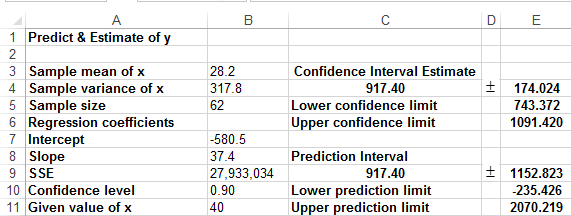 A B C D E
1 Predict & Estimate of y
2
3 Sample mean of x 28.2 Confidence Interval Estimate
4 Sample variance of x 317.8 917.40 ± 174.024
5 Sample size 62 Lower confidence limit 743.372
6 Regression coefficients Upper confidence limit 1091.420
7 Intercept -580.5
8 Slope 37.4 Prediction Interval
9 SSE 27,933,034 917.40 ± 1152.823
10 Confidence level 0.90 Lower prediction limit -235.426
11 Given value of x 40 Upper prediction limit 2070.219